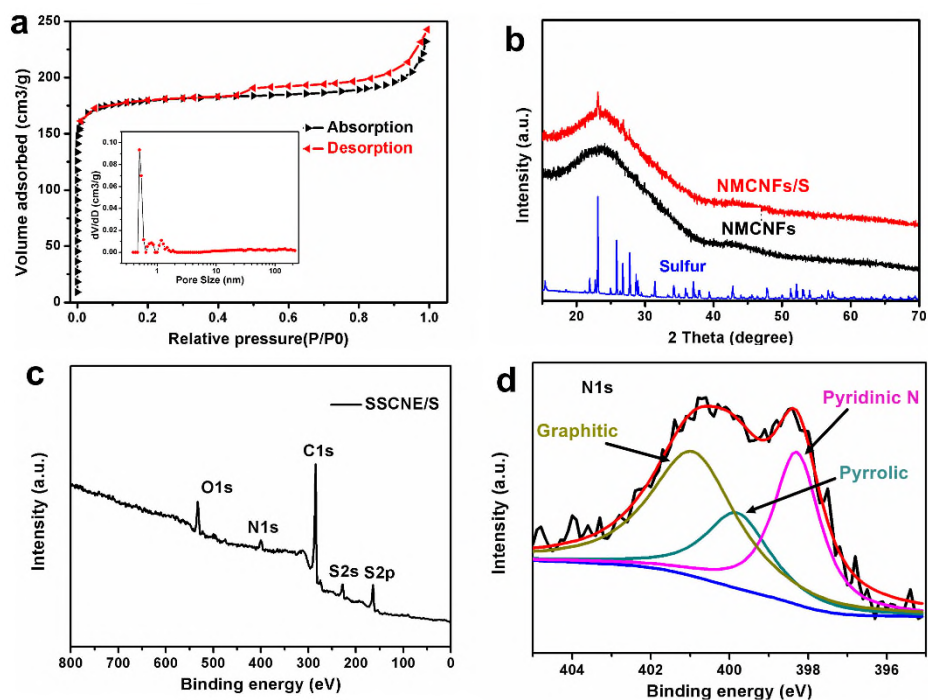 a
Volume adsorbed (cm3/g)
250
200
150
100
50
0
0.0 0.2 0.4 0.6 0.8 1.0
Relative pressure(P/P0)
Absorption
Desorption
dV/dD (cm3/g)
0.10
0.08
0.06
0.04
0.02
0.00
1 10 100
Pore Size (nm)
b
Intensity (a.u.)
NMCNFs/S
NMCNFs
Sulfur
20 30 40 50 60 70
2 Theta (degree)
c
Intensity (a.u.)
SSCNE/S
C1s
O1s
N1s
S2s S2p
800 700 600 500 400 300 200 100 0
Binding energy (eV)
d
Intensity (a.u.)
N1s
Pyridinic N
Graphitic
Pyrrolic
404 402 400 398 396
Binding energy (eV)